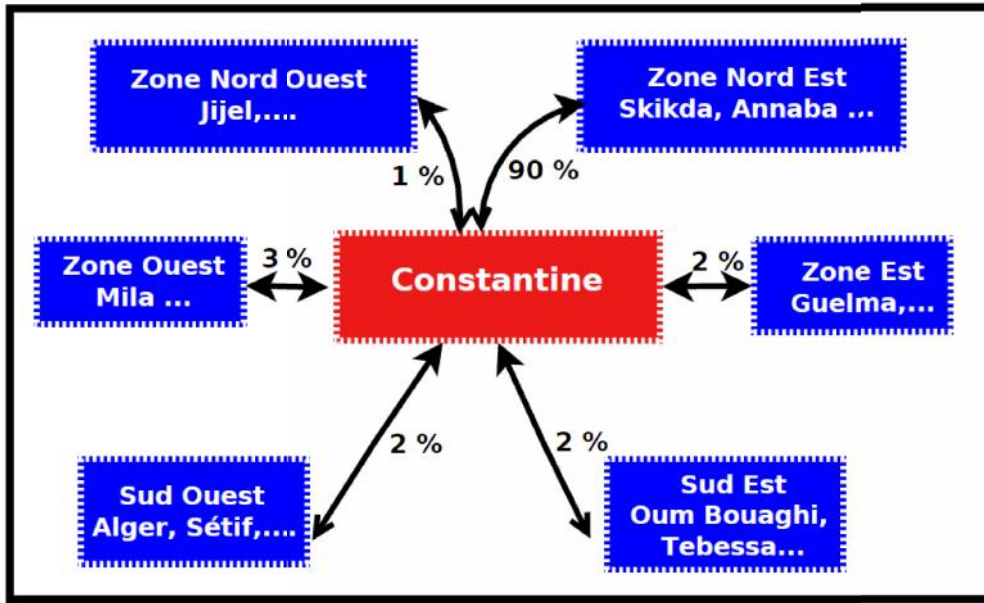 Zone Nord Ouest
Jijel,....
Zone Nord Est
Skikda, Annaba ...
1 %
90 %
Zone Ouest
Mila ...
3 %
Constantine
2 %
Zone Est
Guelma,...
2 %
2 %
Sud Ouest
Alger, Sétif,....
Sud Est
Oum Bouaghi,
Tebessa...